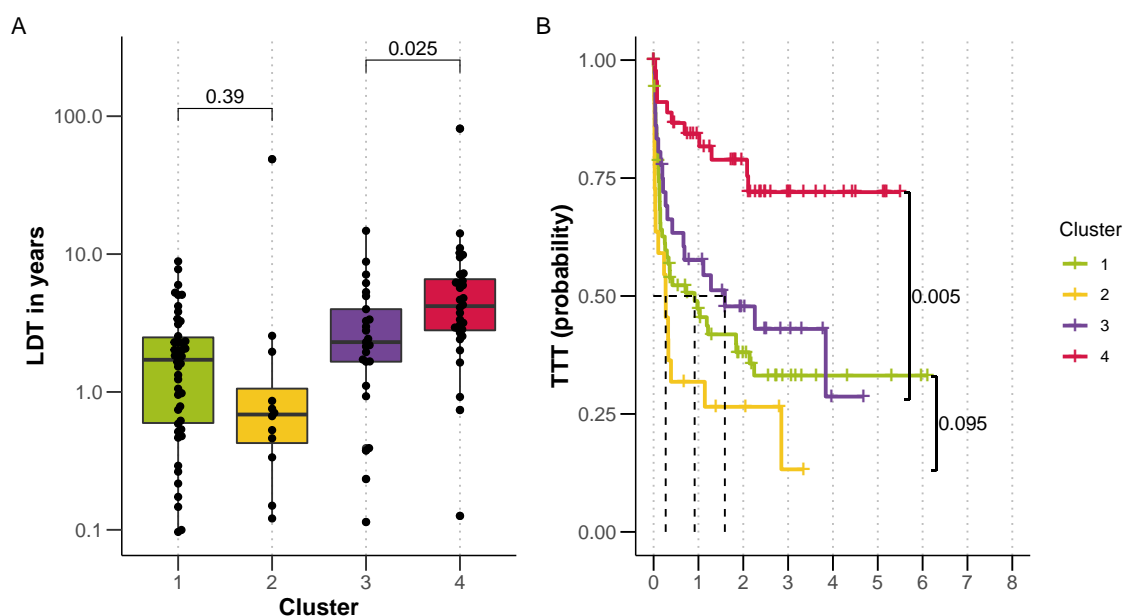 A
LDT in years
100.0
10.0
1.0
0.1
0.39
0.025
1 2 3 4
Cluster
B
TTT (probability)
1.00
0.75
0.50
0.25
0.00
0.005
0.095
0 1 2 3 4 5 6 7 8
Cluster
1
2
3
4